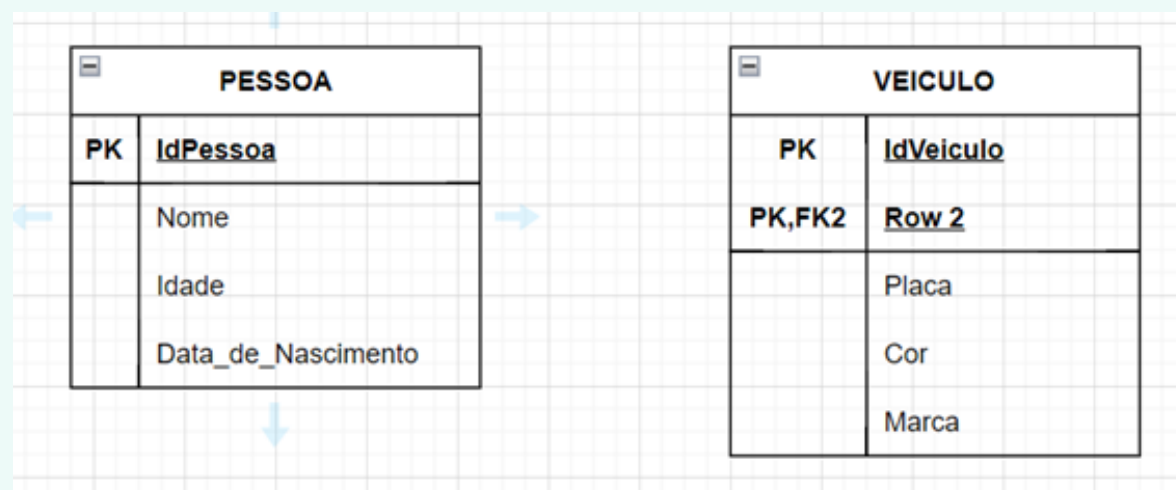 PESSOA
PK IdPessoa
Nome
Idade
Data_de_Nascimento
VEICULO
PK IdVeiculo
PK,FK2 Row 2
Placa
Cor
Marca